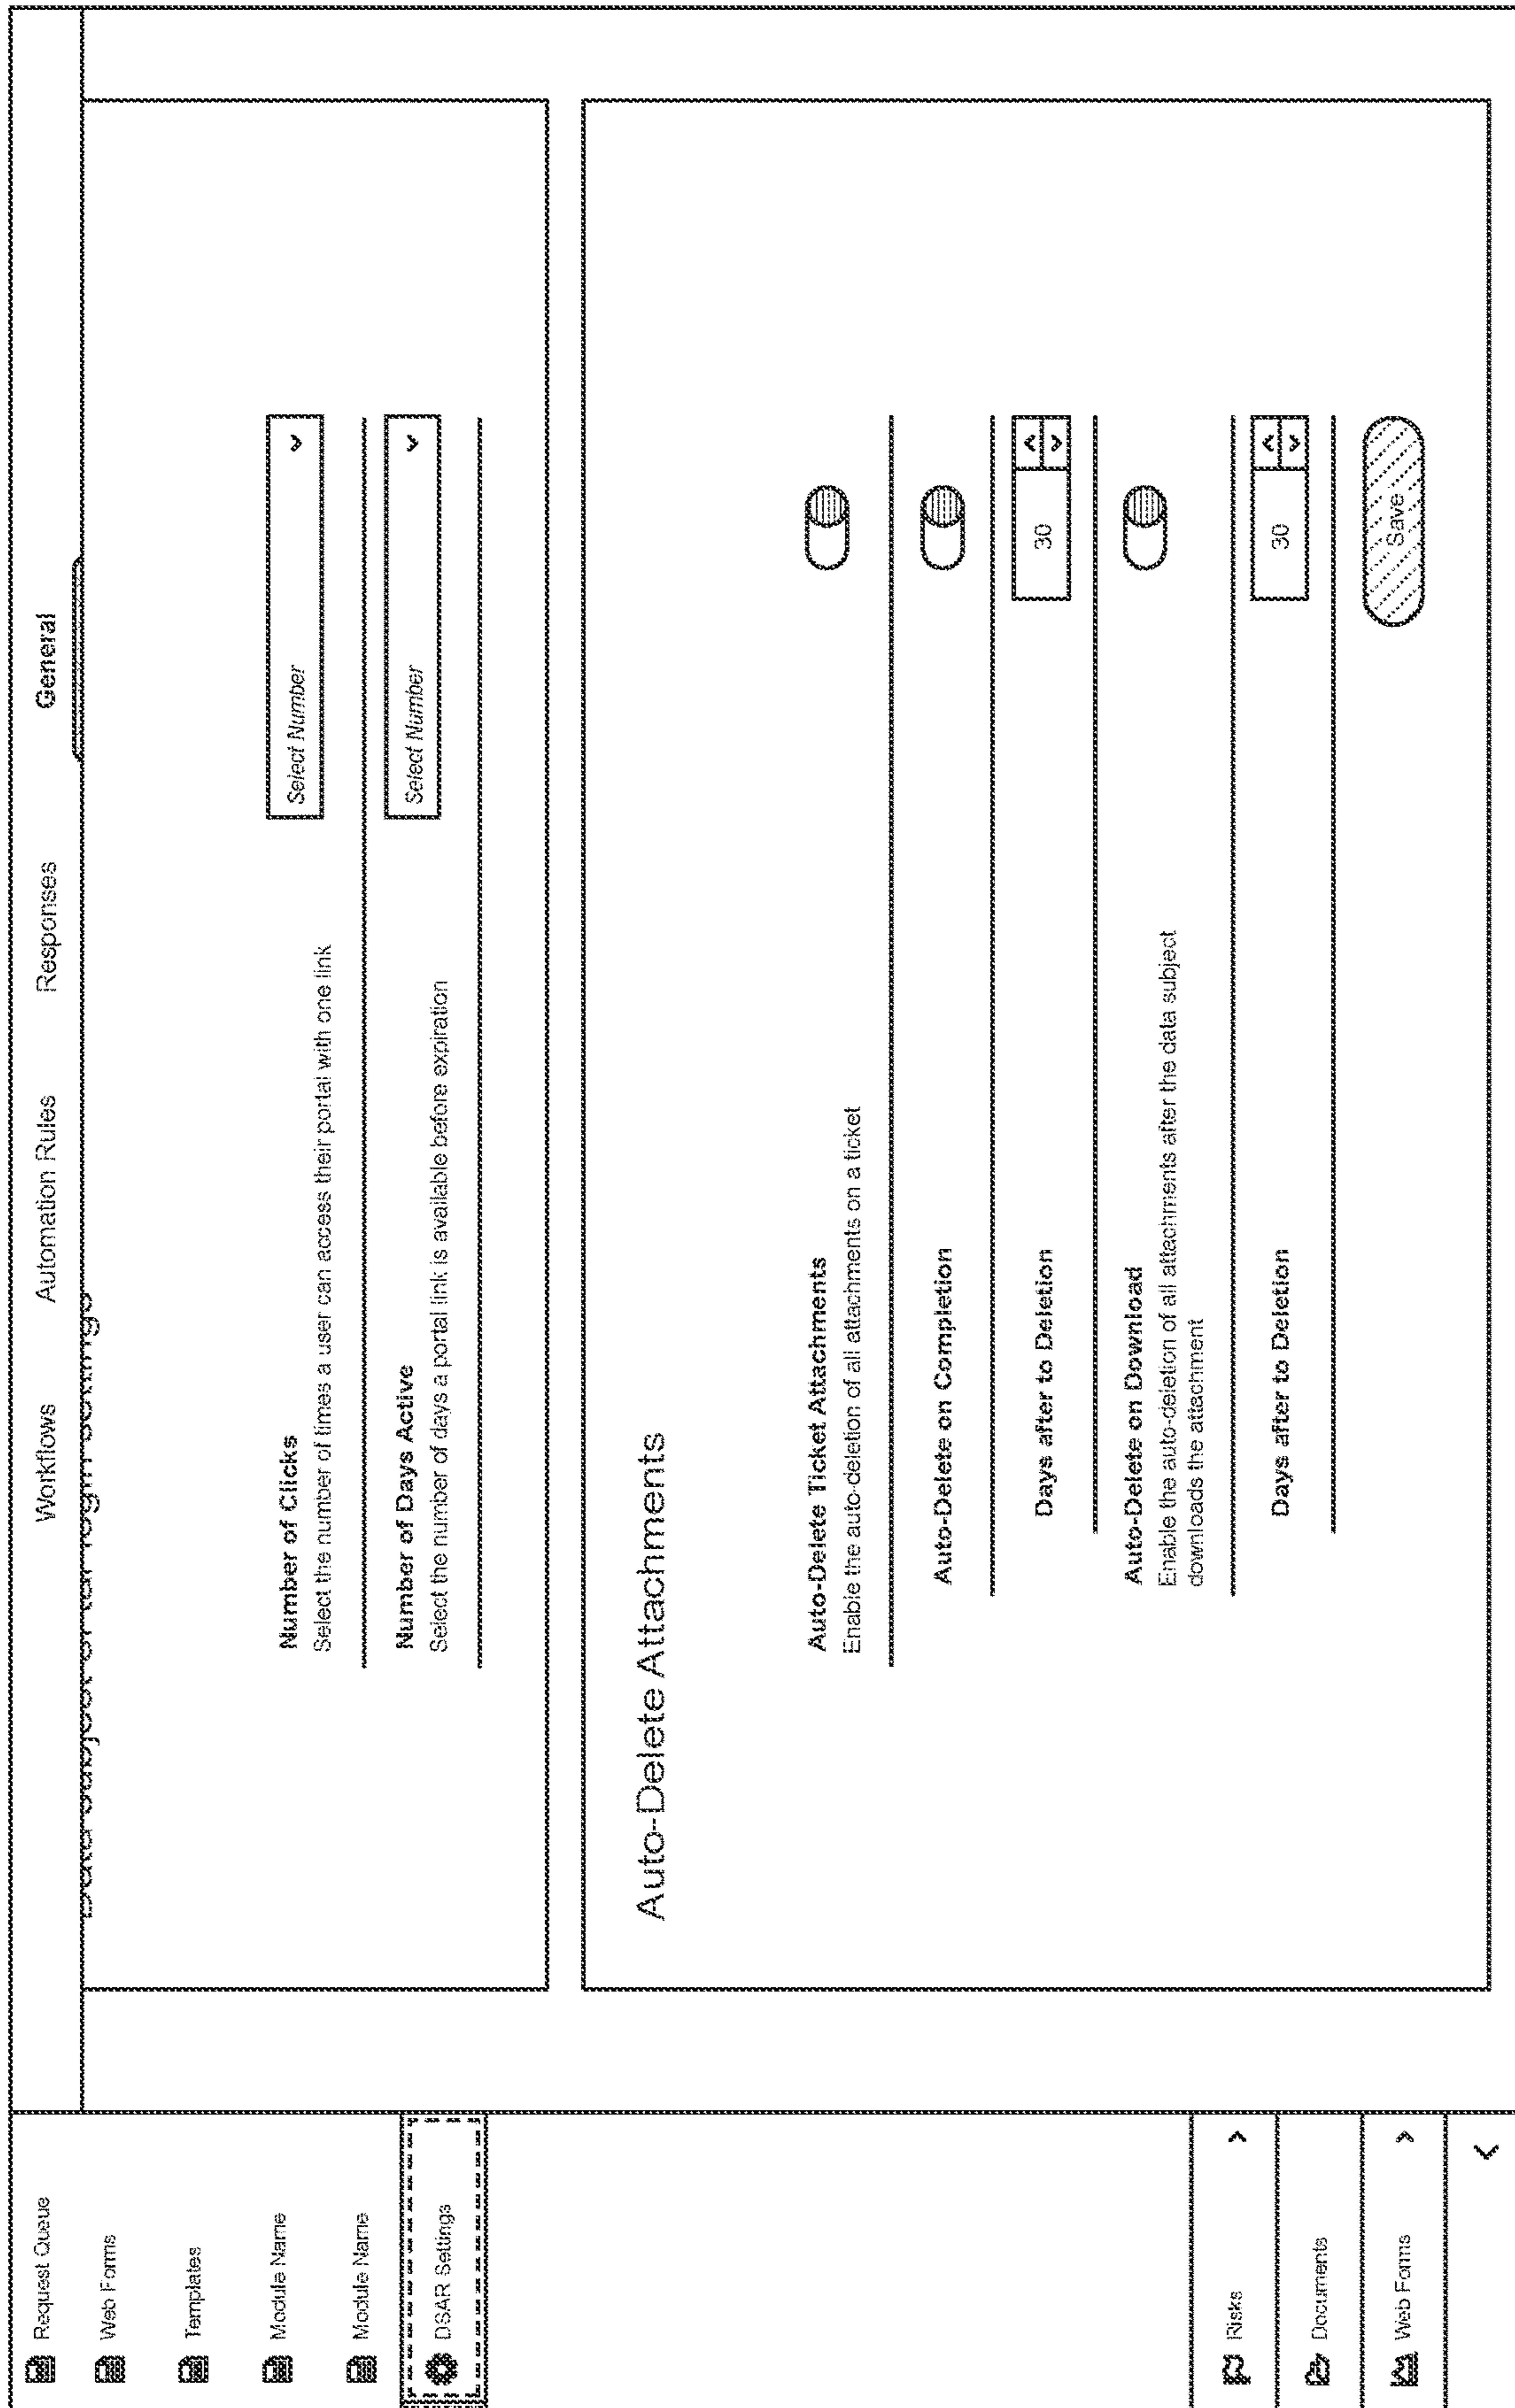 Request Queue
Web Forms
Templates
Module Name
Module Name
DSAR Settings
Risks
Documents
Web Forms
Workflows
Automation Rules
Responses
General
Number of Clicks
Select the number of times a user can access their portal with one link
Select Number
Number of Days Active
Select the number of days a portal link is available before expiration
Select Number
Auto-Delete Attachments
Auto-Delete Ticket Attachments
Enable the auto-deletion of all attachments on a ticket
Auto-Delete on Completion
Days after to Deletion
30
Auto-Delete on Download
Enable the auto-deletion of all attachments after the data subject
downloads the attachment
Days after to Deletion
30
Save